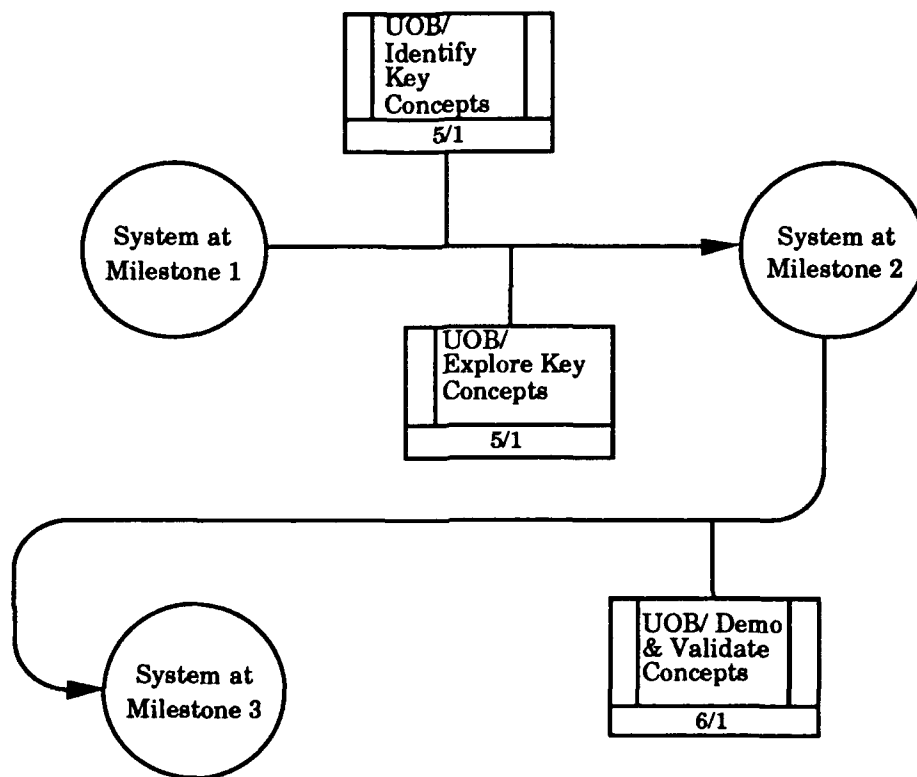 UOB/
Identify
Key
Concepts
5/1
System at
Milestone 1
System at
Milestone 2
UOB/
Explore Key
Concepts
5/1
UOB/ Demo
& Validate
Concepts
6/1
System at
Milestone 3